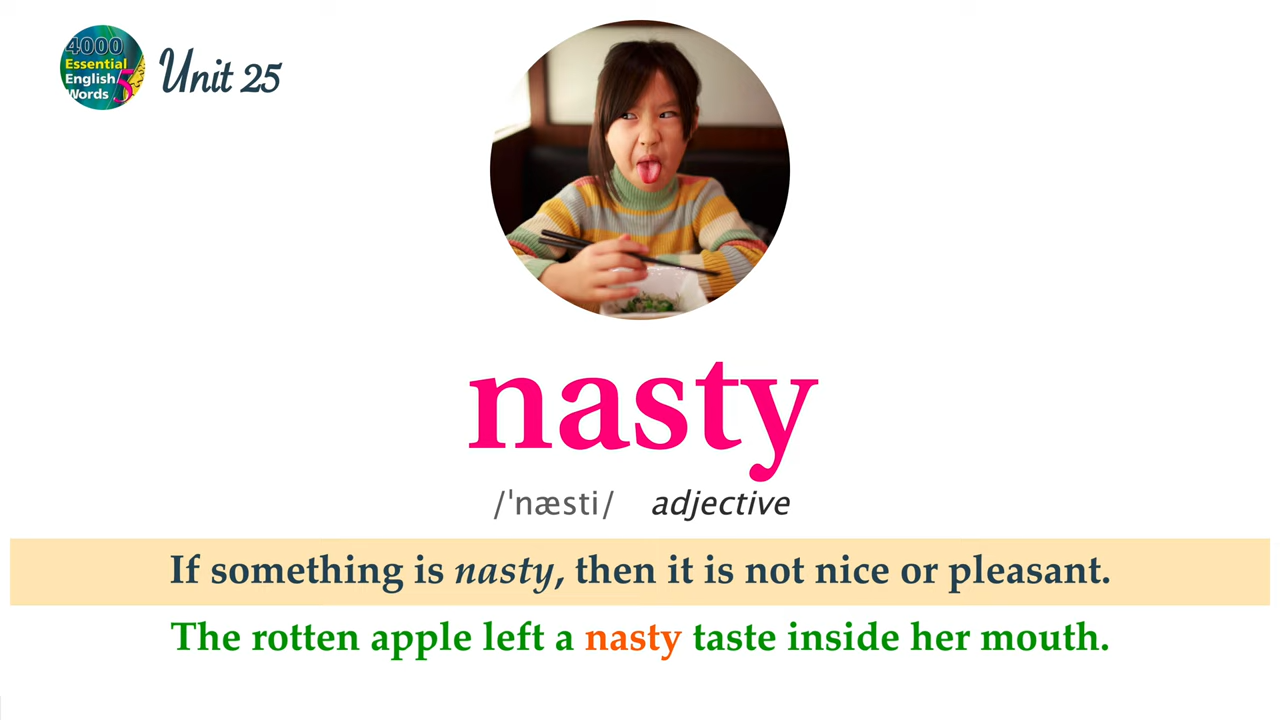 4000
Essential
English
Words 5
Unit 25
nasty
/ˈnæsti/ adjective
If something is nasty, then it is not nice or pleasant.
The rotten apple left a nasty taste inside her mouth.